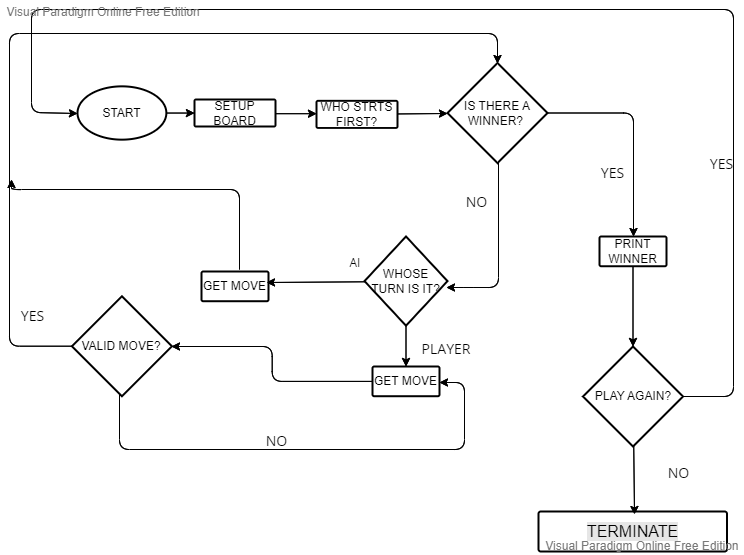 Visual Paradigm Online Free Edition
START
SETUP
BOARD
WHO STRTS
FIRST?
IS THERE A
WINNER?
YES
YES
NO
PRINT
WINNER
AI
WHOSE
TURN IS IT?
GET MOVE
YES
VALID MOVE?
PLAYER
GET MOVE
PLAY AGAIN?
NO
NO
TERMINATE
Visual Paradigm Online Free Edition